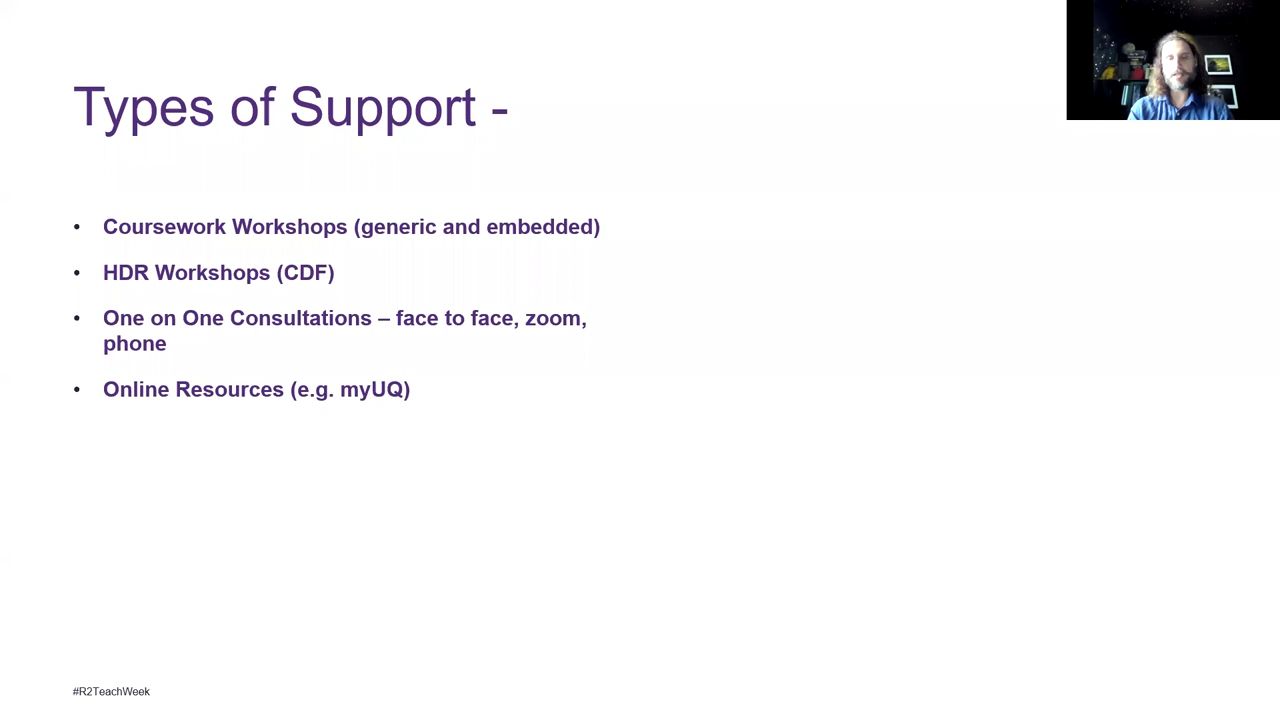 Types of Support -
• Coursework Workshops (generic and embedded)
• HDR Workshops (CDF)
• One on One Consultations – face to face, zoom,
phone
• Online Resources (e.g. myUQ)
#R2TeachWeek